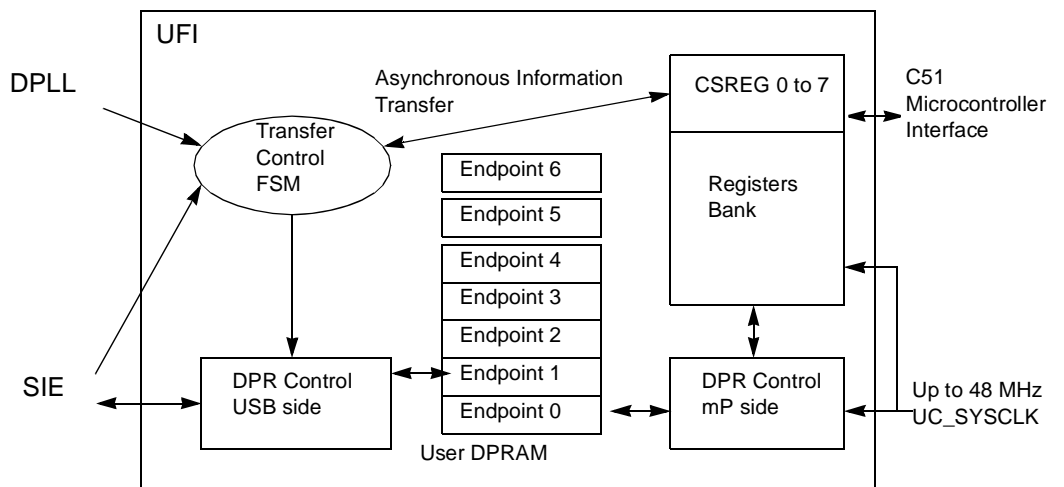 UFI
DPLL
Asynchronous Information
Transfer
CSREG 0 to 7
C51
Microcontroller
Interface
Transfer
Control
FSM
Endpoint 6
Registers
Bank
Endpoint 5
Endpoint 4
Endpoint 3
Endpoint 2
Endpoint 1
Endpoint 0
SIE
DPR Control
USB side
DPR Control
mP side
Up to 48 MHz
UC_SYSCLK
User DPRAM